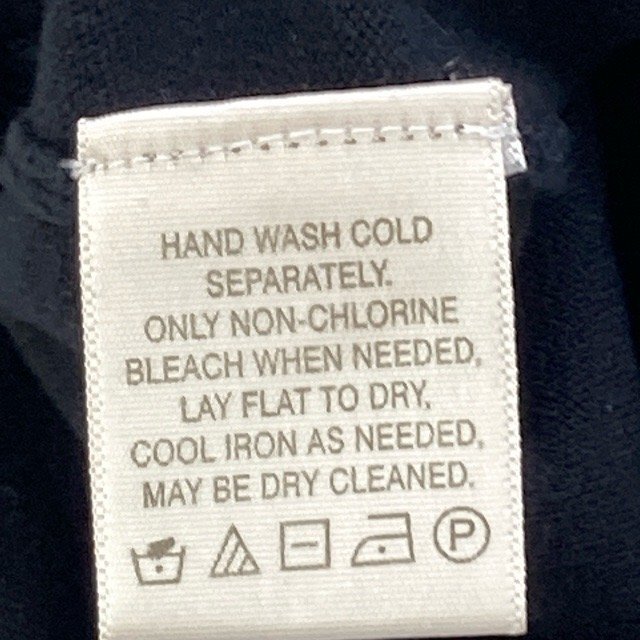 HAND WASH COLD
SEPARATELY.
ONLY NON-CHLORINE
BLEACH WHEN NEEDED.
LAY FLAT TO DRY.
COOL IRON AS NEEDED.
MAY BE DRY CLEANED.
P